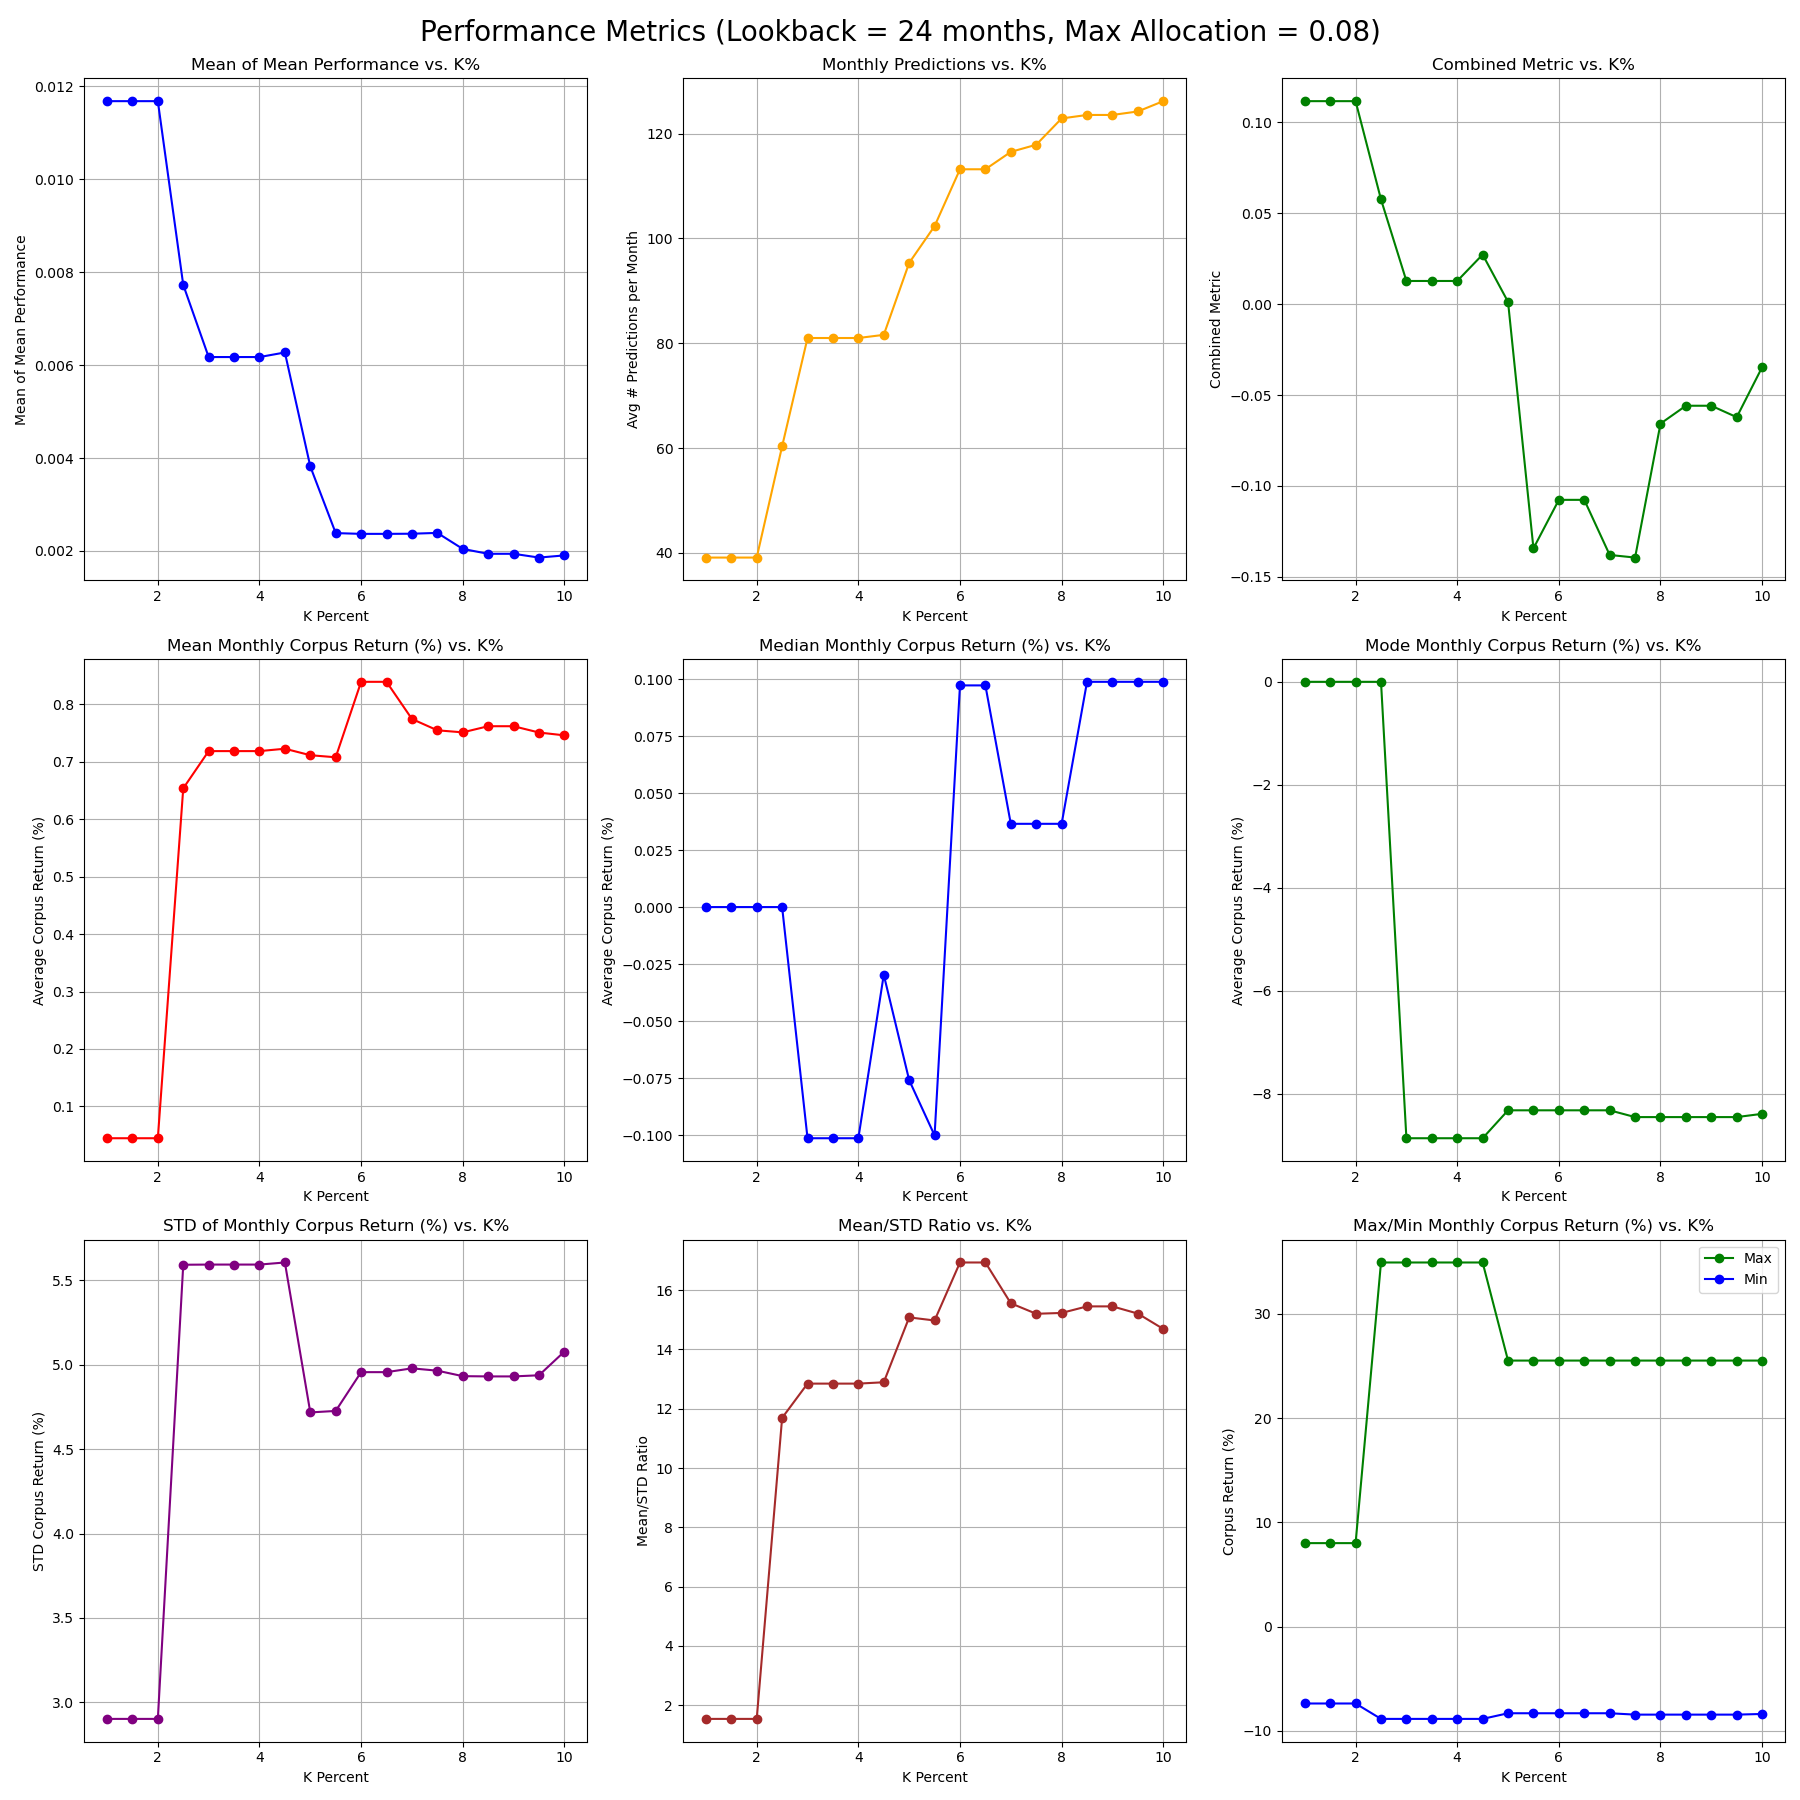 Performance Metrics (Lookback = 24 months, Max Allocation = 0.08)
Mean of Mean Performance vs. K%
Mean of Mean Performance
0.012
0.010
0.008
0.006
0.004
0.002
2 4 6 8 10
K Percent
Monthly Predictions vs. K%
Avg # Predictions per Month
120
100
80
60
40
2 4 6 8 10
K Percent
Combined Metric vs. K%
Combined Metric
0.10
0.05
0.00
−0.05
−0.10
−0.15
2 4 6 8 10
K Percent
Mean Monthly Corpus Return (%) vs. K%
Average Corpus Return (%)
0.8
0.7
0.6
0.5
0.4
0.3
0.2
0.1
2 4 6 8 10
K Percent
Median Monthly Corpus Return (%) vs. K%
Average Corpus Return (%)
0.100
0.075
0.050
0.025
0.000
−0.025
−0.050
−0.075
−0.100
2 4 6 8 10
K Percent
Mode Monthly Corpus Return (%) vs. K%
Average Corpus Return (%)
0
−2
−4
−6
−8
2 4 6 8 10
K Percent
STD of Monthly Corpus Return (%) vs. K%
STD Corpus Return (%)
5.5
5.0
4.5
4.0
3.5
3.0
2 4 6 8 10
K Percent
Mean/STD Ratio vs. K%
Mean/STD Ratio
16
14
12
10
8
6
4
2
2 4 6 8 10
K Percent
Max/Min Monthly Corpus Return (%) vs. K%
Corpus Return (%)
Max
Min
30
20
10
0
−10
2 4 6 8 10
K Percent